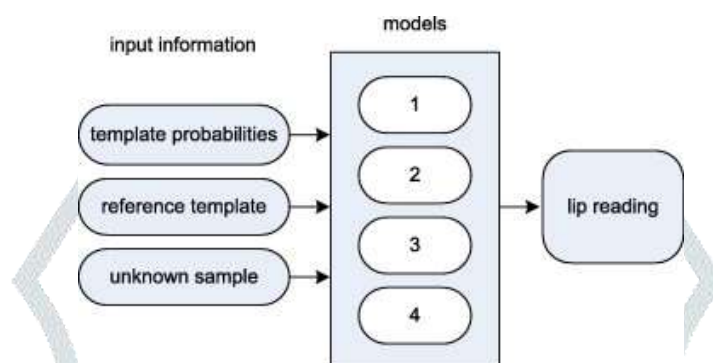 models
input information
template probabilities
reference template
unknown sample
1
2
3
4
lip reading